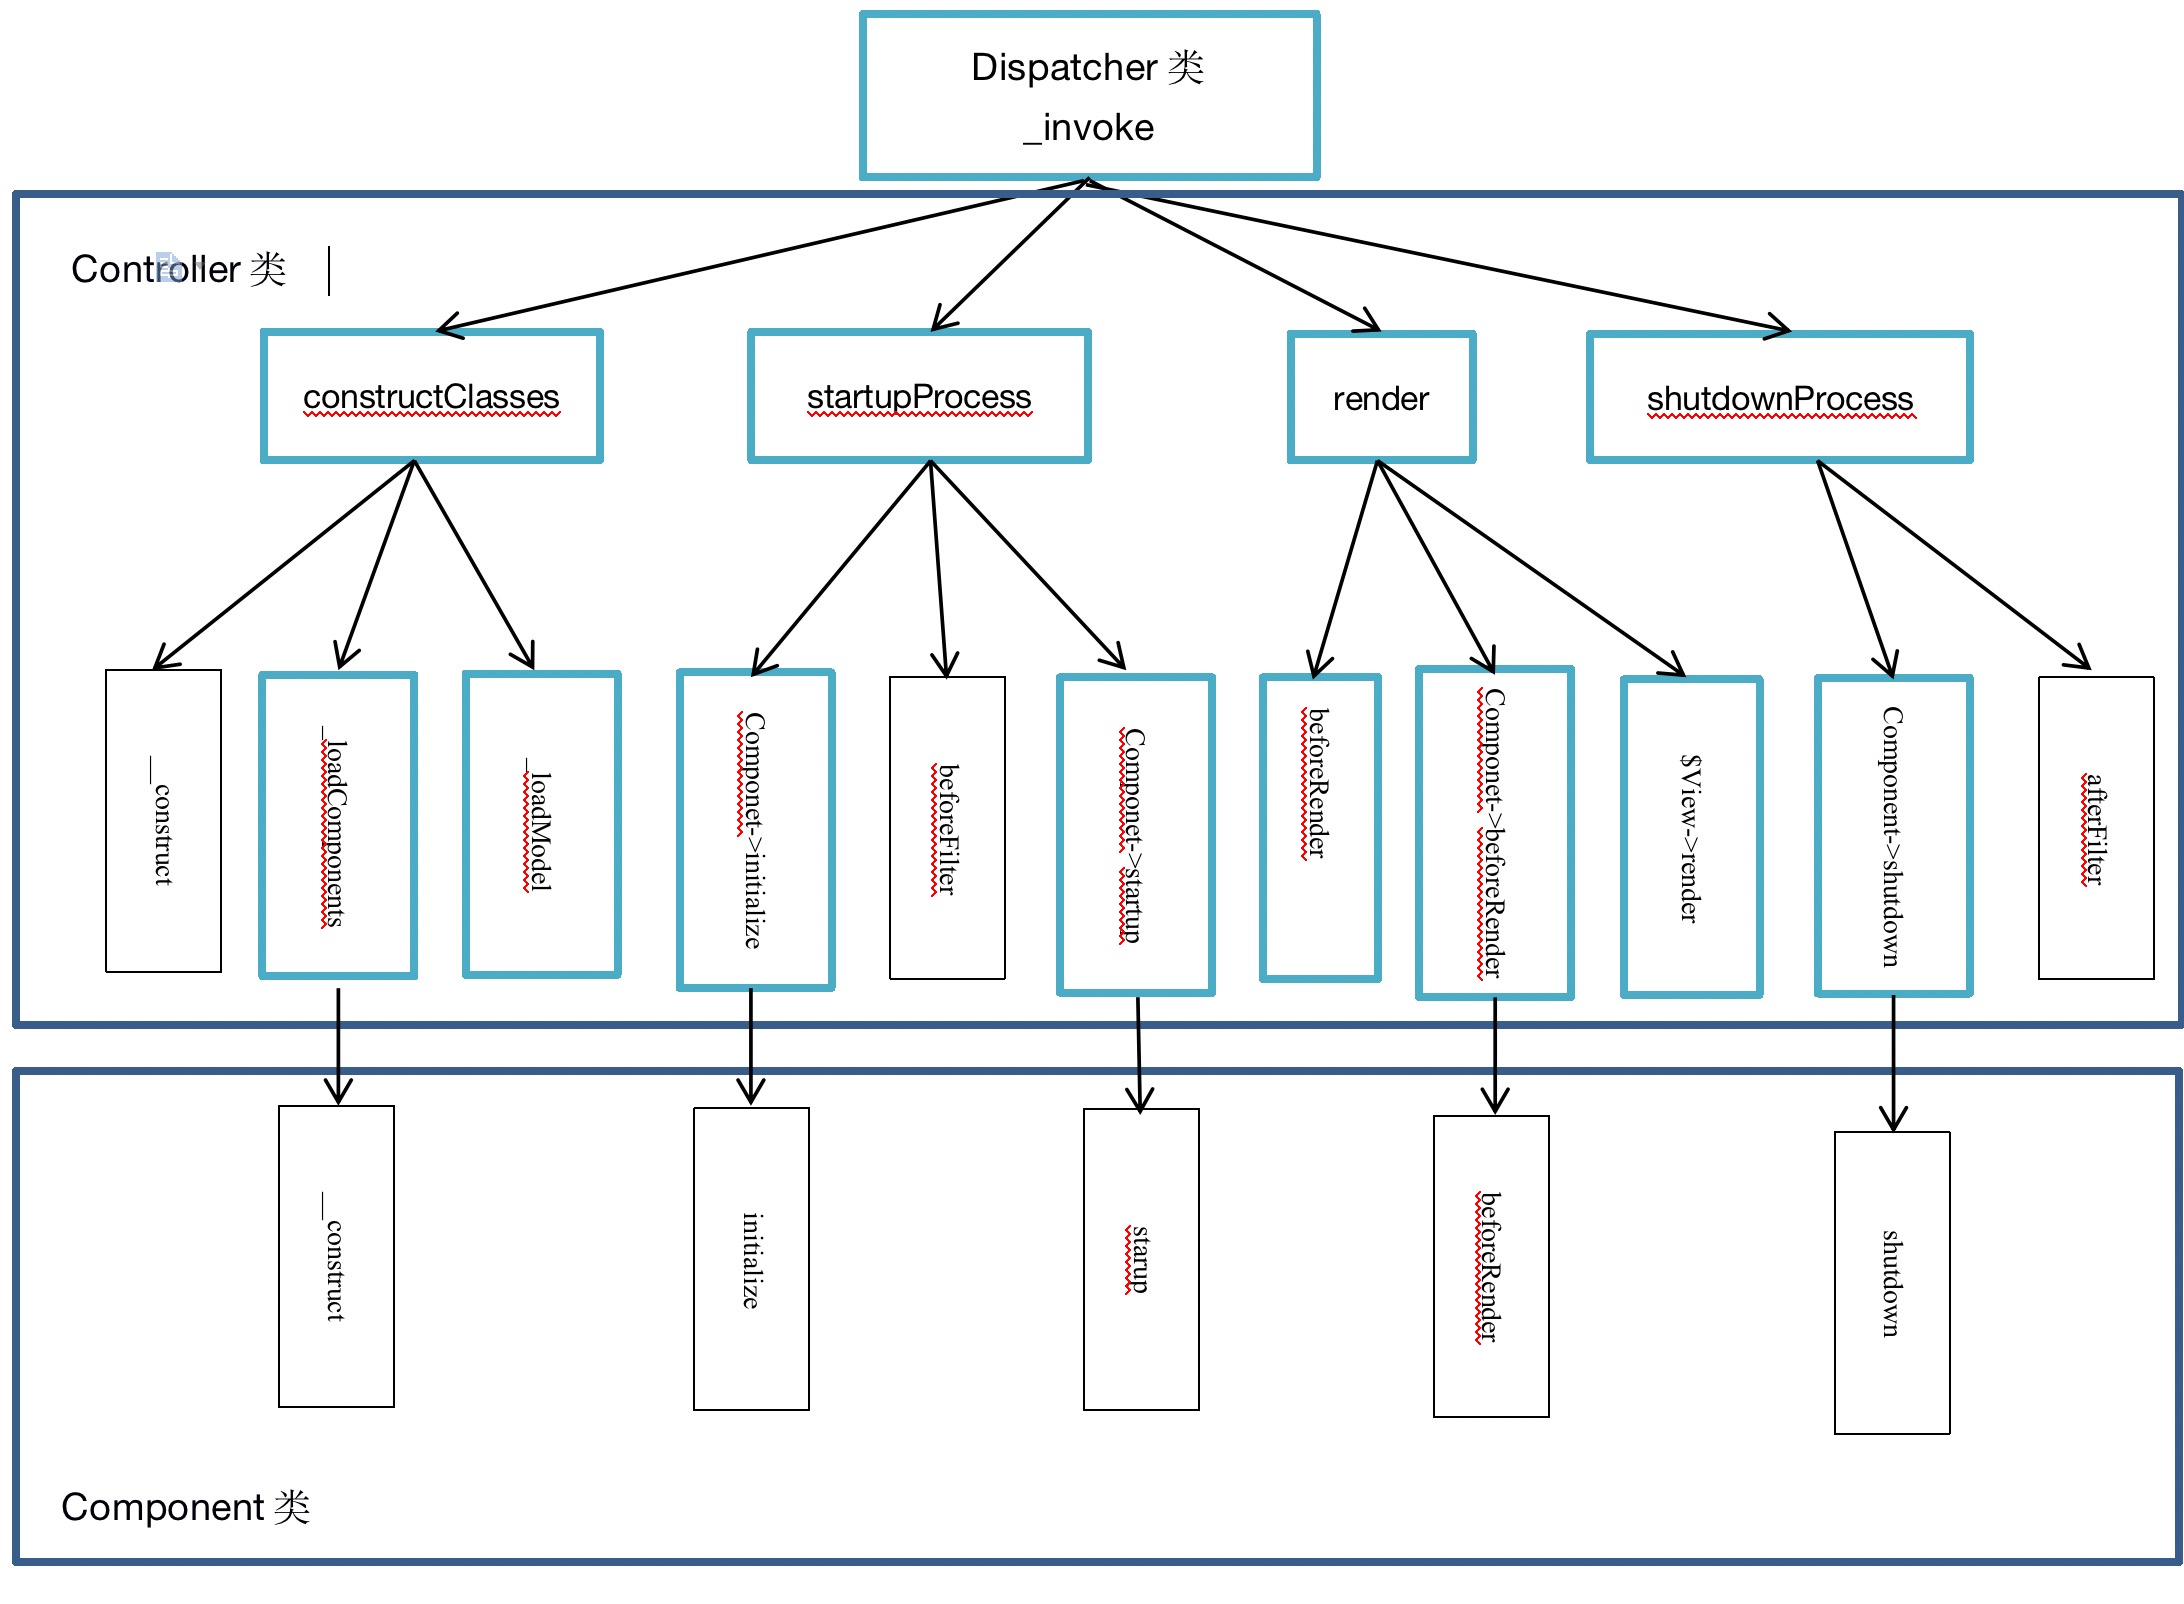 Dispatcher 类
_invoke
Controller 类
constructClasses
startupProcess
render
shutdownProcess
__construct
_loadComponents
_loadModel
Componet->initialize
beforeFilter
Componet->startup
beforeRender
Componet->beforeRender
$View->render
Component->shutdown
afterFilter
__construct
initialize
starup
beforeRender
shutdown
Component 类